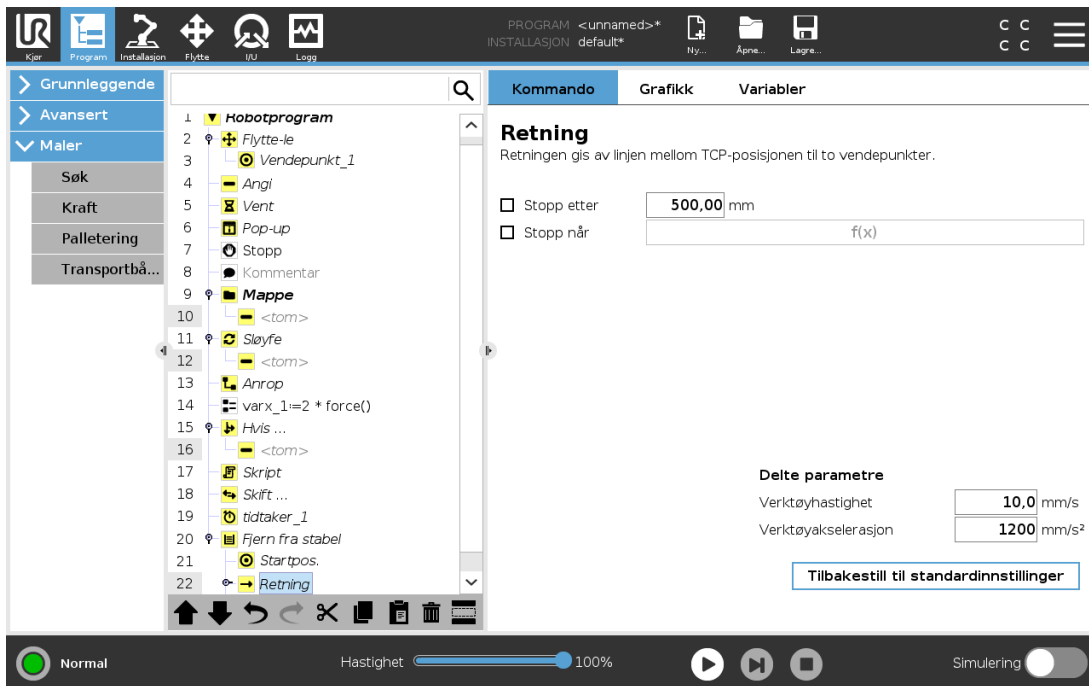 PROGRAM <unnamed>*
INSTALLASJON default*
Kjør Program Installasjon Flytte I/U Logg
Ny... Åpne... Lagre...
C C
C C
Grunnleggende
Avansert
Maler
Søk
Kraft
Palletering
Transportbå...
1 Robotprogram
2 Flytte-le
3 Vendepunkt_1
4 Angi
5 Vent
6 Pop-up
7 Stopp
8 Kommentar
9 Mappe
10 <tom>
11 Sløyfe
12 <tom>
13 Anrop
14 varx_1≔2 * force()
15 Hvis ...
16 <tom>
17 Skript
18 Skift ...
19 tidtaker_1
20 Fjern fra stabel
21 Startpos.
22 Retning
Kommando Grafikk Variabler
Retning
Retningen gis av linjen mellom TCP-posisjonen til to vendepunkter.
Stopp etter 500,00 mm
Stopp når f(x)
Delte parametre
Verktøyhastighet 10,0 mm/s
Verktøyakselerasjon 1200 mm/s²
Tilbakestill til standardinnstillinger
Normal
Hastighet 100%
Simulering